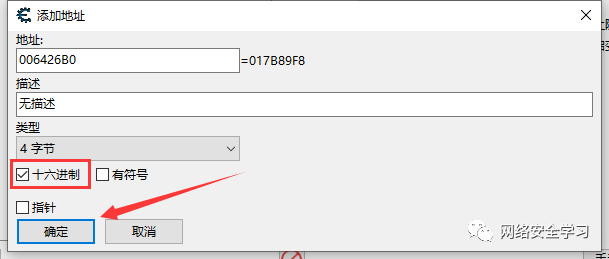 添加地址
地址:
006426B0 =017B89F8
描述
无描述
类型
4 字节
十六进制 有符号
指针
确定 取消
网络安全学习